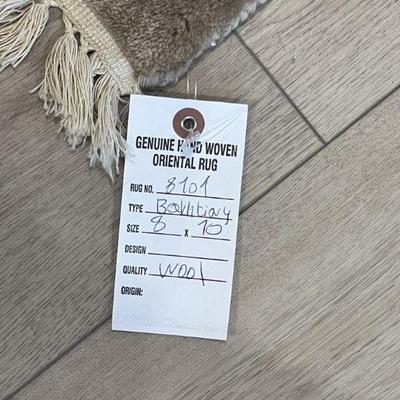 GENUINE HAND WOVEN
ORIENTAL RUG
RUG NO. 8101
TYPE
SIZE 8 x 10
DESIGN
QUALITY WOOL
ORIGIN: